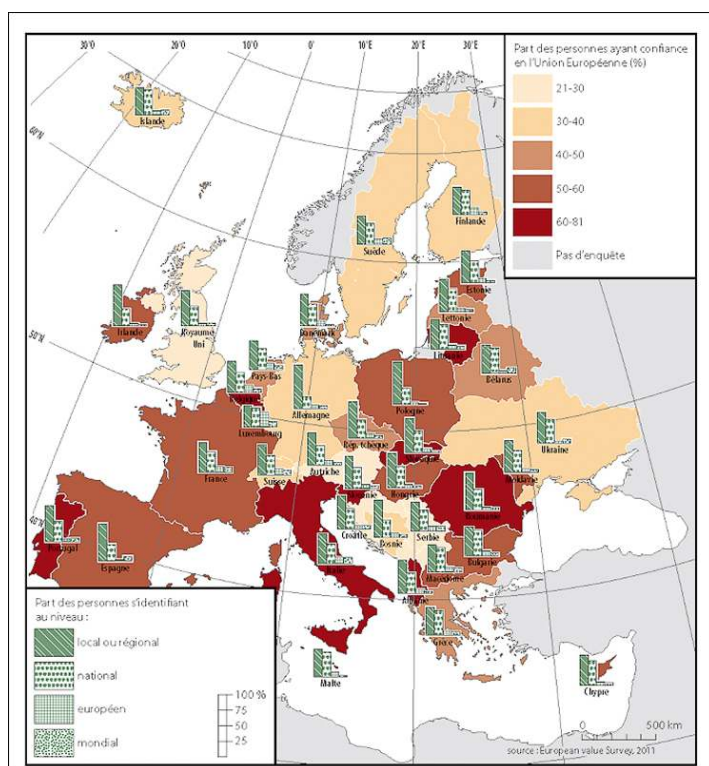 30°O
20°O
10°O
0°
10°E
20°E
30°E
60°N
50°N
40°N
Part des personnes ayant confiance
en l'Union Européenne (%)
21-30
30-40
40-50
50-60
60-81
Pas d'enquête
Islande
Suède
Finlande
Estonie
Lettonie
Lituanie
Bélarus
Irlande
Royaume
Uni
Danemark
Pays-Bas
Belgique
Luxembourg
Allemagne
Pologne
Rép. tchèque
Ukraine
France
Suisse
Autriche
Slovénie
Hongrie
Moldavie
Roumanie
Portugal
Espagne
Italie
Croatie
Bosnie
Serbie
Bulgarie
Macédoine
Albanie
Grèce
Malte
Chypre
Part des personnes s'identifiant
au niveau :
local ou régional
national
européen
mondial
100 %
75
50
25
0 500 km
source : European value Survey, 2011